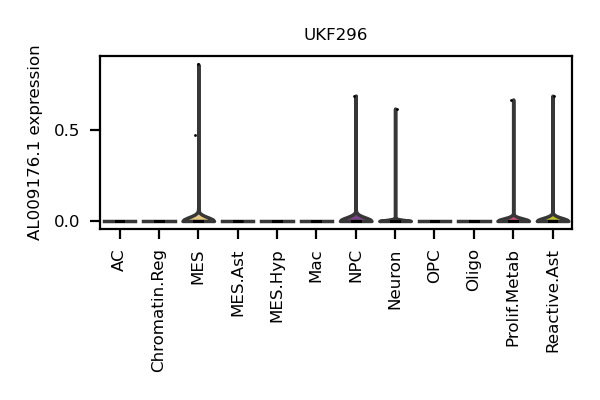 UKF296
AL009176.1 expression
0.5
0.0
AC
Chromatin.Reg
MES
MES.Ast
MES.Hyp
Mac
NPC
Neuron
OPC
Oligo
Prolif.Metab
Reactive.Ast